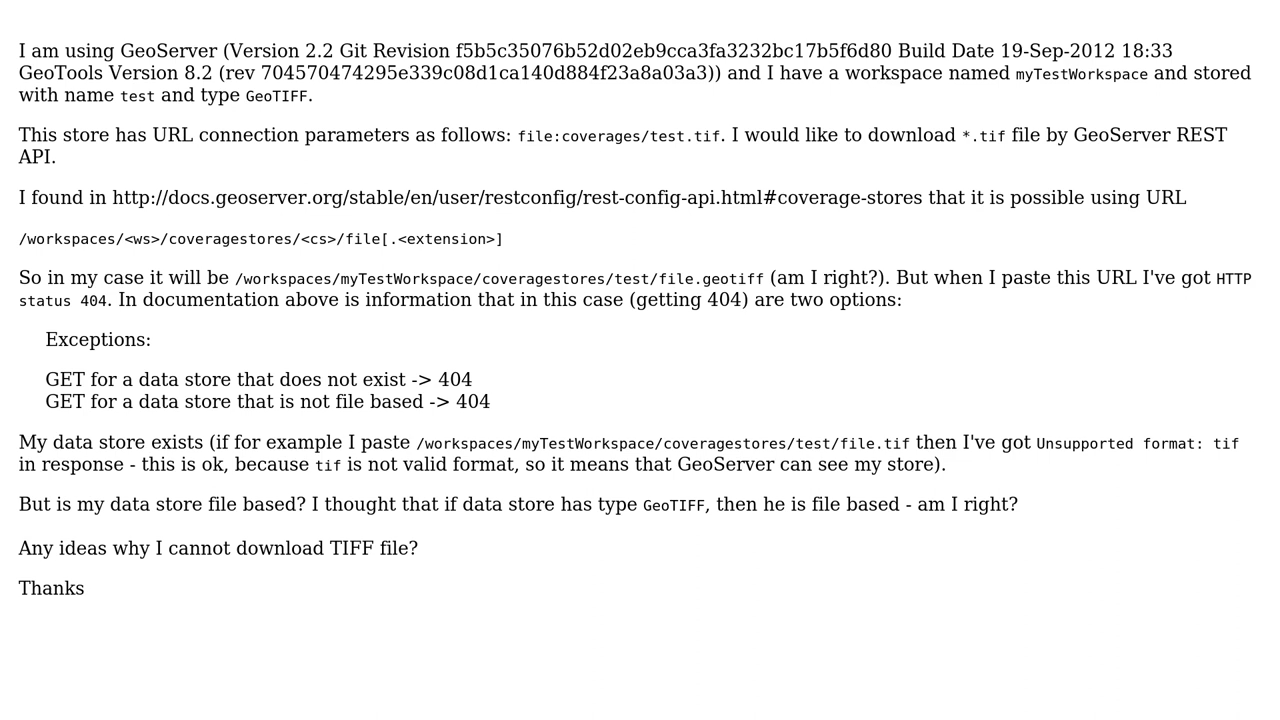 I am using GeoServer (Version 2.2 Git Revision f5b5c35076b52d02eb9cca3fa3232bc17b5f6d80 Build Date 19-Sep-2012 18:33
GeoTools Version 8.2 (rev 704570474295e339c08d1ca140d884f23a8a03a3)) and I have a workspace named myTestWorkspace and stored
with name test and type GeoTIFF.
This store has URL connection parameters as follows: file:coverages/test.tif. I would like to download *.tif file by GeoServer REST
API.
I found in http://docs.geoserver.org/stable/en/user/restconfig/rest-config-api.html#coverage-stores that it is possible using URL
/workspaces/<ws>/coveragestores/<cs>/file[.<extension>]
So in my case it will be /workspaces/myTestWorkspace/coveragestores/test/file.geotiff (am I right?). But when I paste this URL I've got HTTP
status 404. In documentation above is information that in this case (getting 404) are two options:
Exceptions:
GET for a data store that does not exist -> 404
GET for a data store that is not file based -> 404
My data store exists (if for example I paste /workspaces/myTestWorkspace/coveragestores/test/file.tif then I've got Unsupported format: tif
in response - this is ok, because tif is not valid format, so it means that GeoServer can see my store).
But is my data store file based? I thought that if data store has type GeoTIFF, then he is file based - am I right?
Any ideas why I cannot download TIFF file?
Thanks